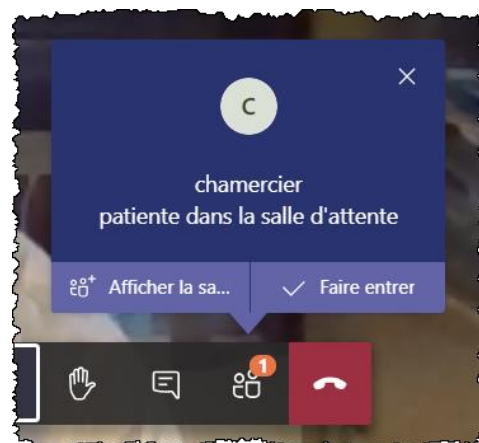 C
chamercier
patiente dans la salle d'attente
Afficher la sa...
Faire entrer
1